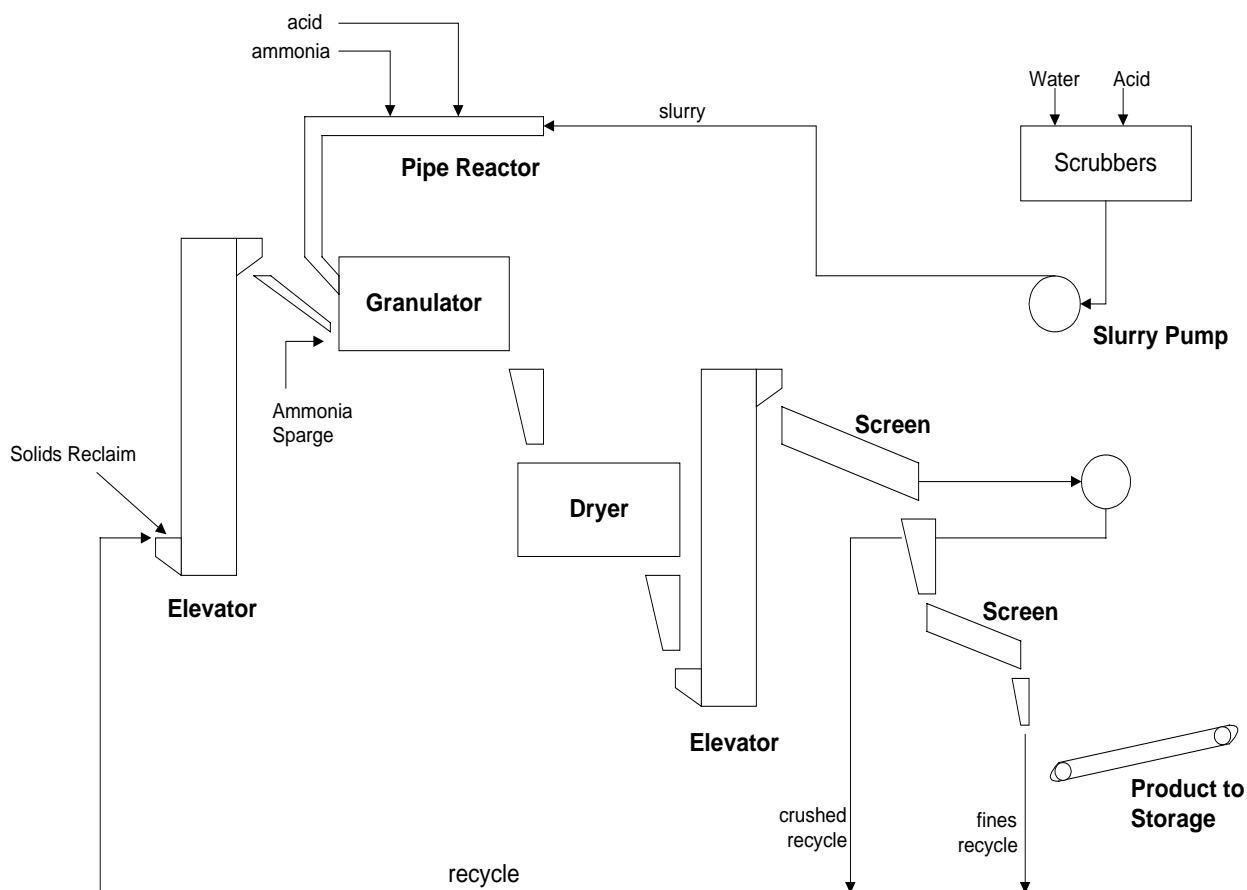 acid
ammonia
Water
Acid
slurry
Pipe Reactor
Scrubbers
Granulator
Slurry Pump
Ammonia
Sparge
Screen
Solids Reclaim
Dryer
Elevator
Screen
Elevator
Product to
Storage
crushed
recycle
fines
recycle
recycle